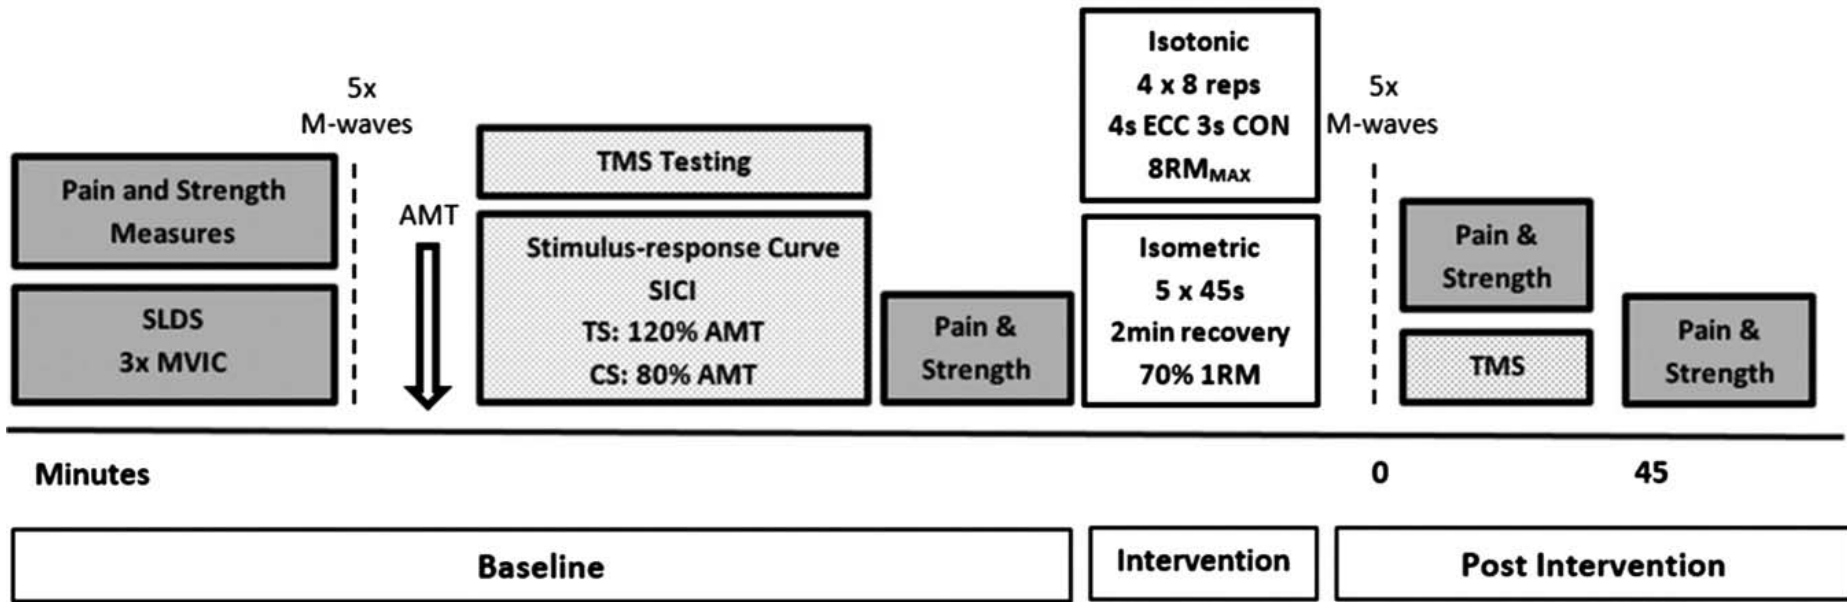 Pain and Strength
Measures
SLDS
3x MVIC
5x
M-waves
AMT
TMS Testing
Stimulus-response Curve
SICI
TS: 120% AMT
CS: 80% AMT
Pain &
Strength
Isotonic
4 x 8 reps
4s ECC 3s CON
8RMMAX
Isometric
5 x 45s
2min recovery
70% 1RM
5x
M-waves
Pain &
Strength
TMS
Pain &
Strength
Minutes
0
45
Baseline
Intervention
Post Intervention